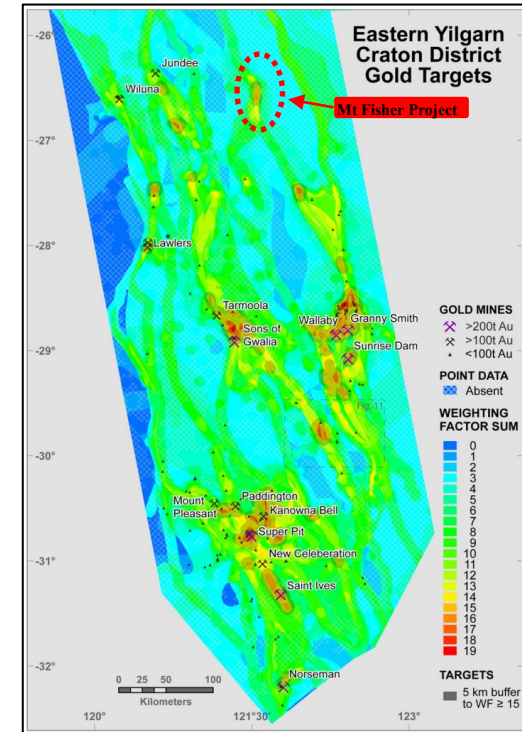 Eastern Yilgarn
Craton District
Gold Targets
Mt Fisher Project
-26°
-27°
-28°
-29°
-30°
-31°
-32°
120°
121°30'
123°
Jundee
Wiluna
Lawlers
Tarmoola
Sons of
Gwalia
Wallaby
Granny Smith
Sunrise Dam
Fig. 11
Mount
Pleasant
Paddington
Kanowna Bell
Super Pit
New Celeberation
Saint Ives
Norseman
0 25 50 100
Kilometers
GOLD MINES
>200t Au
>100t Au
<100t Au
POINT DATA
Absent
WEIGHTING
FACTOR SUM
0
1
2
3
4
5
6
7
8
9
10
11
12
13
14
15
16
17
18
19
TARGETS
5 km buffer
to WF ≥ 15